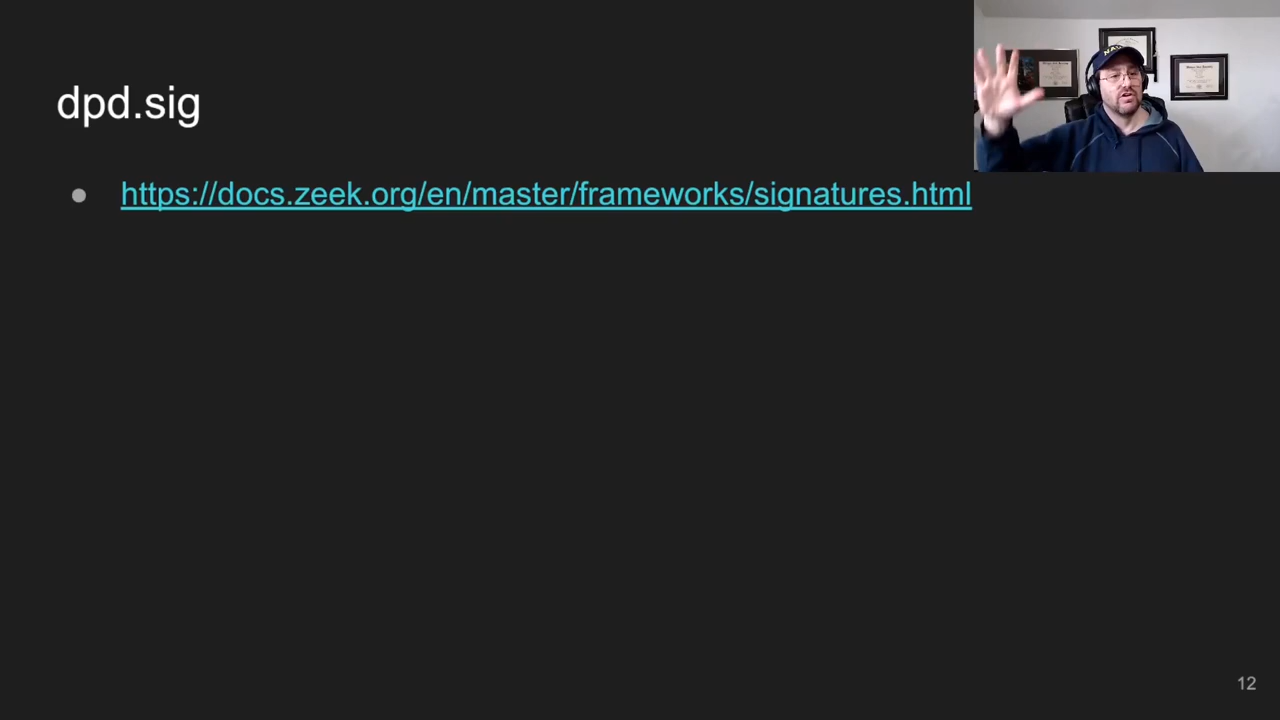 dpd.sig
● https://docs.zeek.org/en/master/frameworks/signatures.html
12